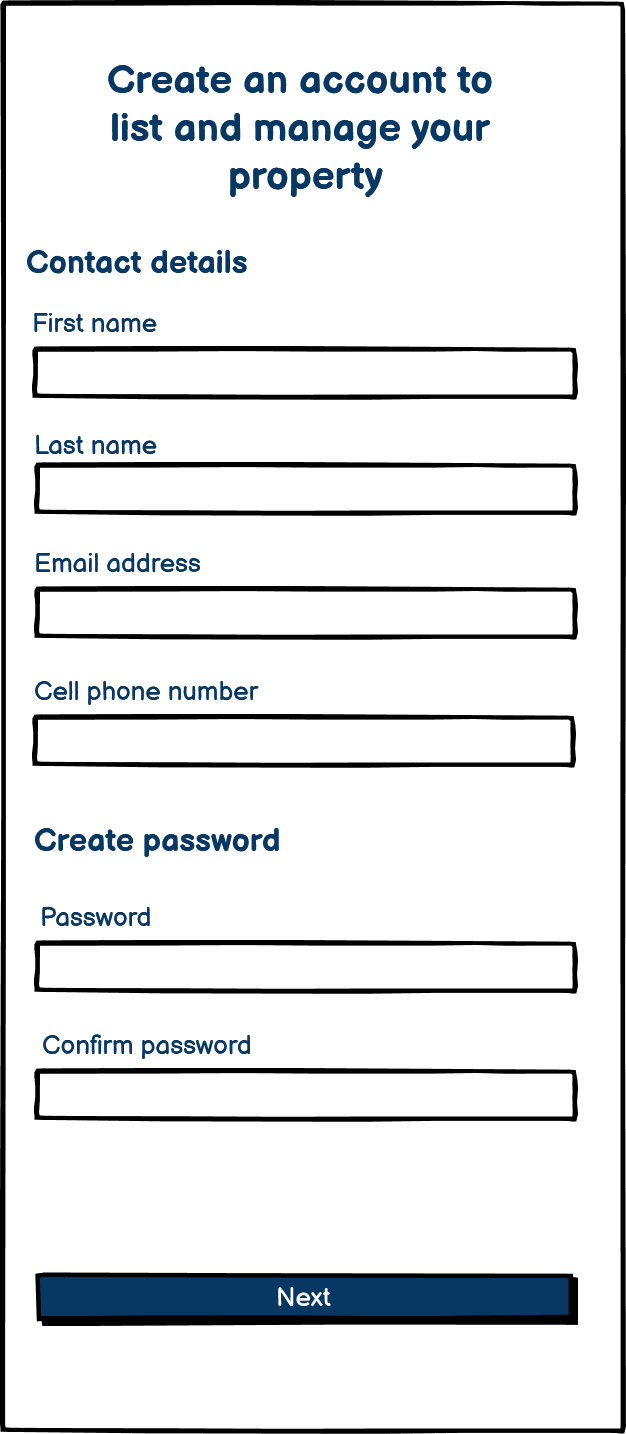 Create an account to
list and manage your
property
Contact details
First name
Last name
Email address
Cell phone number
Create password
Password
Confirm password
Next